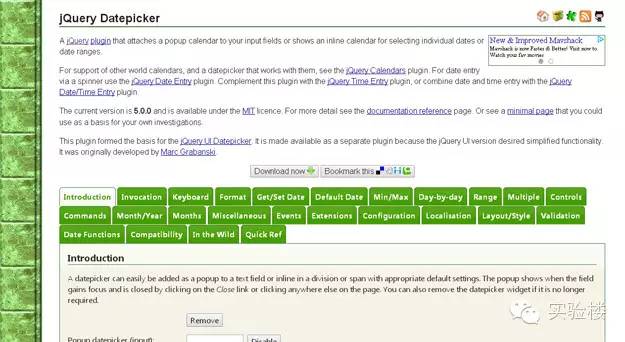 jQuery Datepicker
A jQuery plugin that attaches a popup calendar to your input fields or shows an inline calendar for selecting individual dates or
date ranges.
New & Improved Mavshack
Mavshack is now Faster & Better! Visit now to
Watch your fav movies
For support of other world calendars, and a datepicker that works with them, see the jQuery Calendars plugin. For date entry
via a spinner use the jQuery Date Entry plugin. Complement this plugin with the jQuery Time Entry plugin, or combine date and time entry with the jQuery
Date/Time Entry plugin.
The current version is 5.0.0 and is available under the MIT licence. For more detail see the documentation reference page. Or see a minimal page that you could
use as a basis for your own investigations.
This plugin formed the basis for the jQuery UI Datepicker. It is made available as a separate plugin because the jQuery UI version desired simplified functionality.
It was originally developed by Marc Grabanski.
Download now Bookmark this
Introduction Invocation Keyboard Format Get/Set Date Default Date Min/Max Day-by-day Range Multiple Controls
Commands Month/Year Months Miscellaneous Events Extensions Configuration Localisation Layout/Style Validation
Date Functions Compatibility In the Wild Quick Ref
Introduction
A datepicker can easily be added as a popup to a text field or inline in a division or span with appropriate default settings. The popup shows when the field
gains focus and is closed by clicking on the Close link or clicking anywhere else on the page. You can also remove the datepicker widget if it is no longer
required.
Remove
Popup datepicker (input): Disable
实验楼